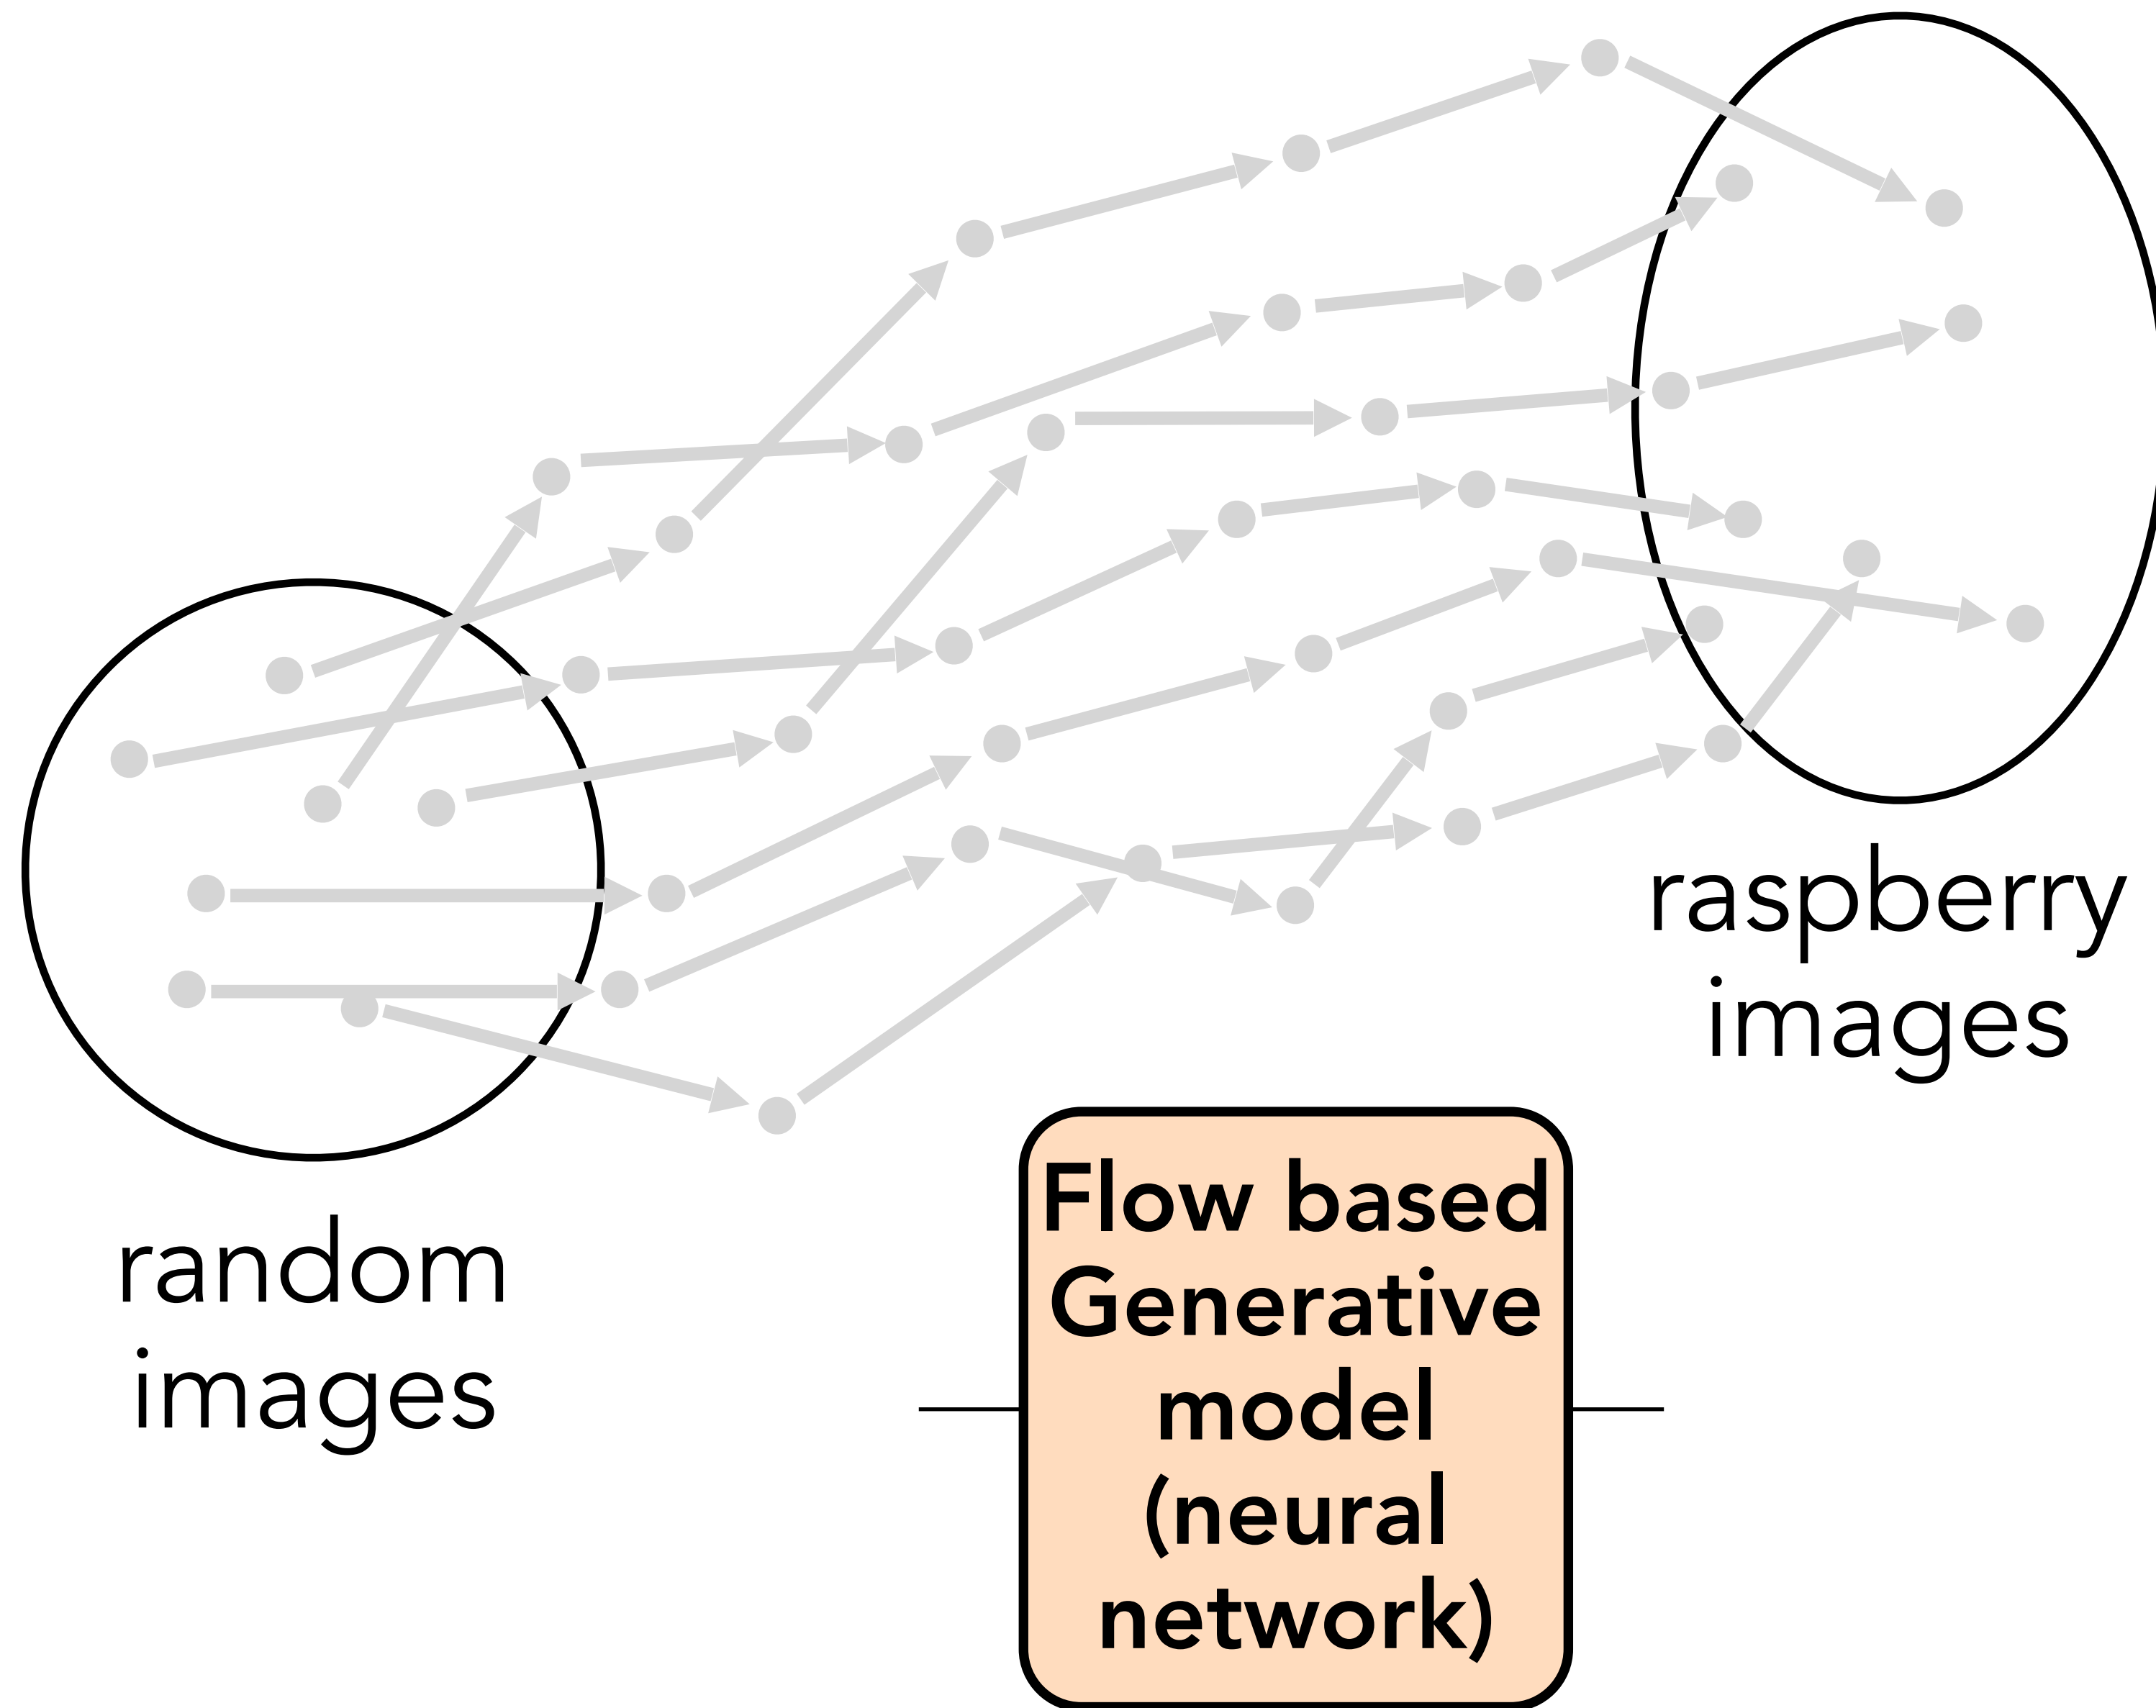 raspberry
images
random
images
Flow based
Generative
model
(neural
network)